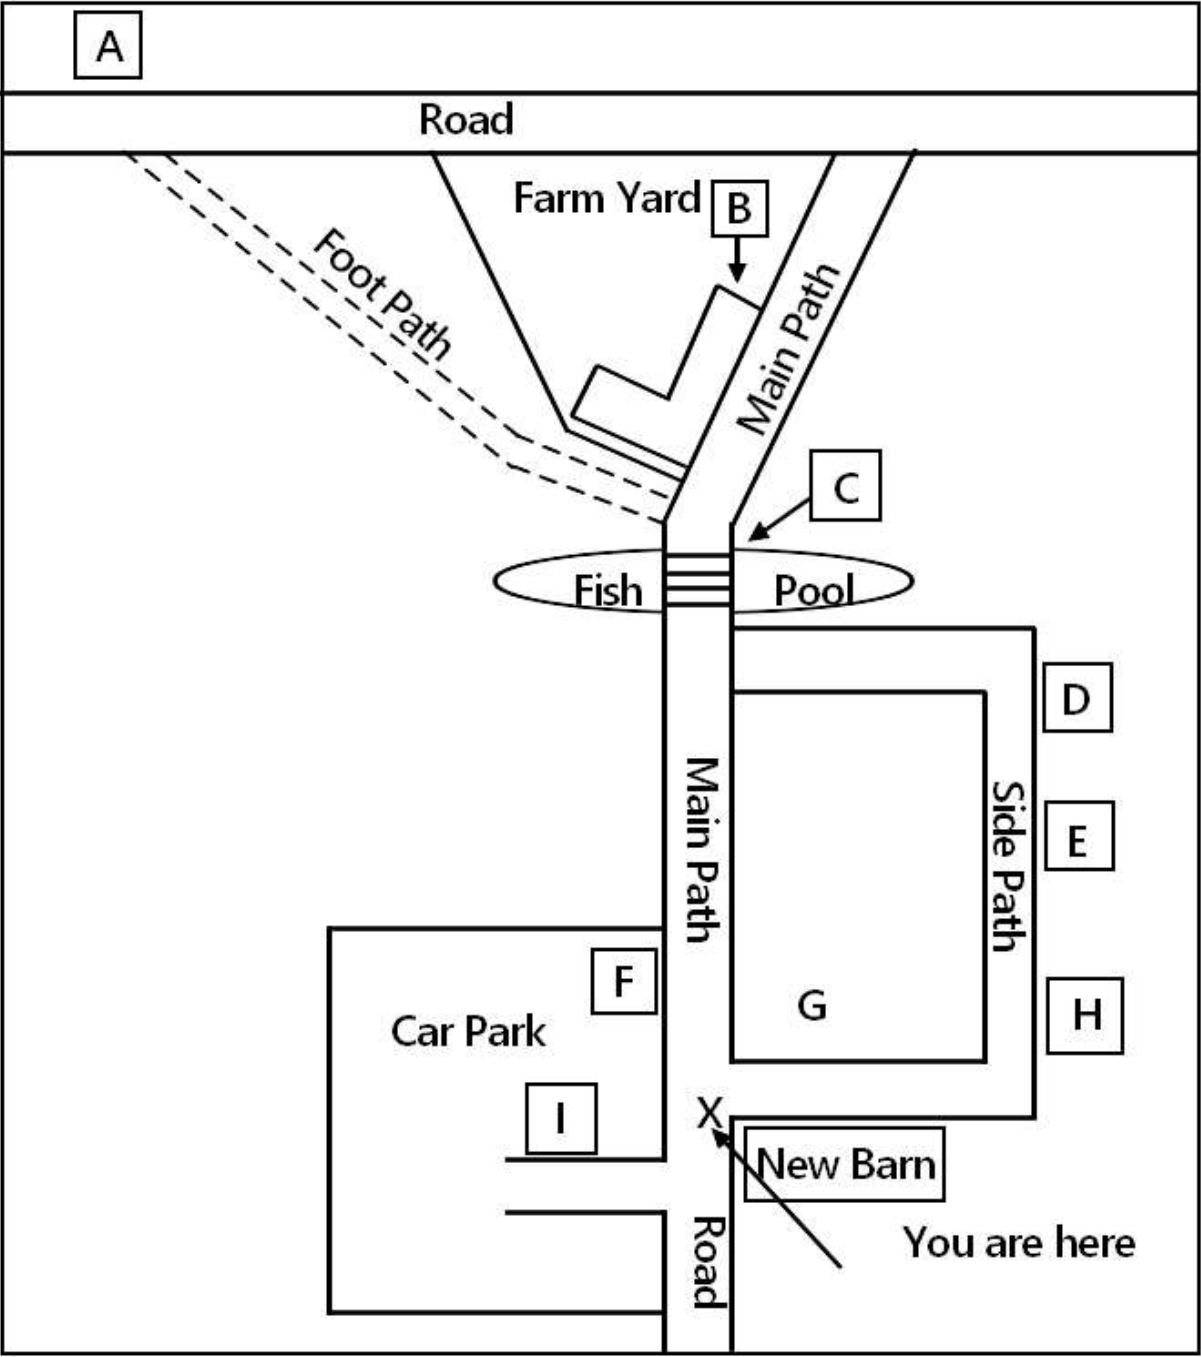 A
Road
Farm Yard
B
Foot Path
Main Path
C
Fish
Pool
D
Main Path
Side Path
E
F
G
H
Car Park
I
X
New Barn
Road
You are here